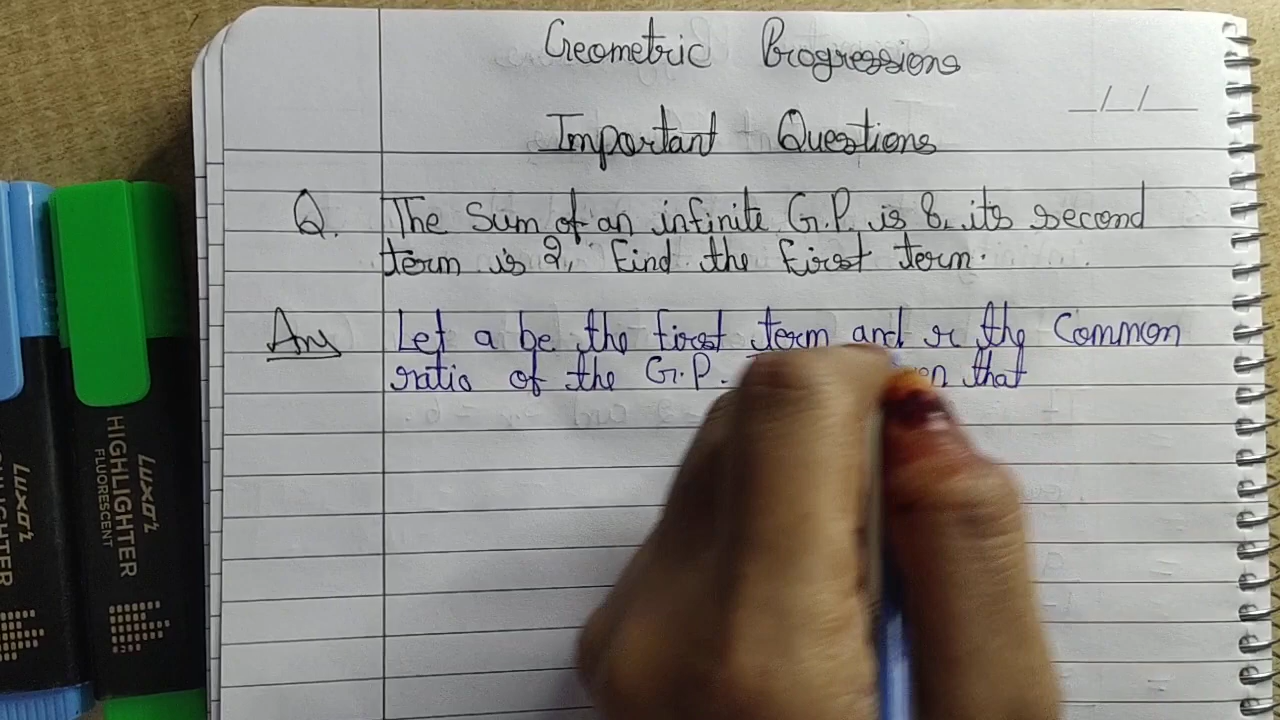 Geometric Progressions
_/_/_
Important Questions
Q. The Sum of an infinite G.P. is 8, its second
term is 2, Find the first term.
Ans Let a be the first term and r the Common
ratio of the G.P. that
LUXOR
HIGHLIGHTER
FLUORESCENT
LUXOR